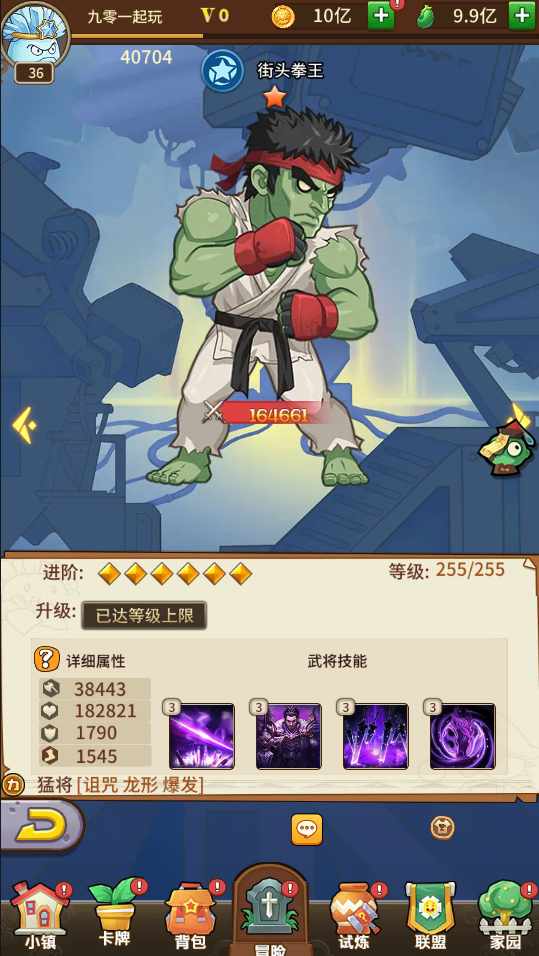 九零一起玩
V0
10亿
9.9亿
36
40704
街头拳王
164661
进阶:
等级: 255/255
升级: 已达等级上限
详细属性
武将技能
38443
182821
1790
1545
3
3
3
3
力
猛将 [诅咒 龙形 爆发]
小镇
卡牌
背包
冒险
试炼
联盟
家园